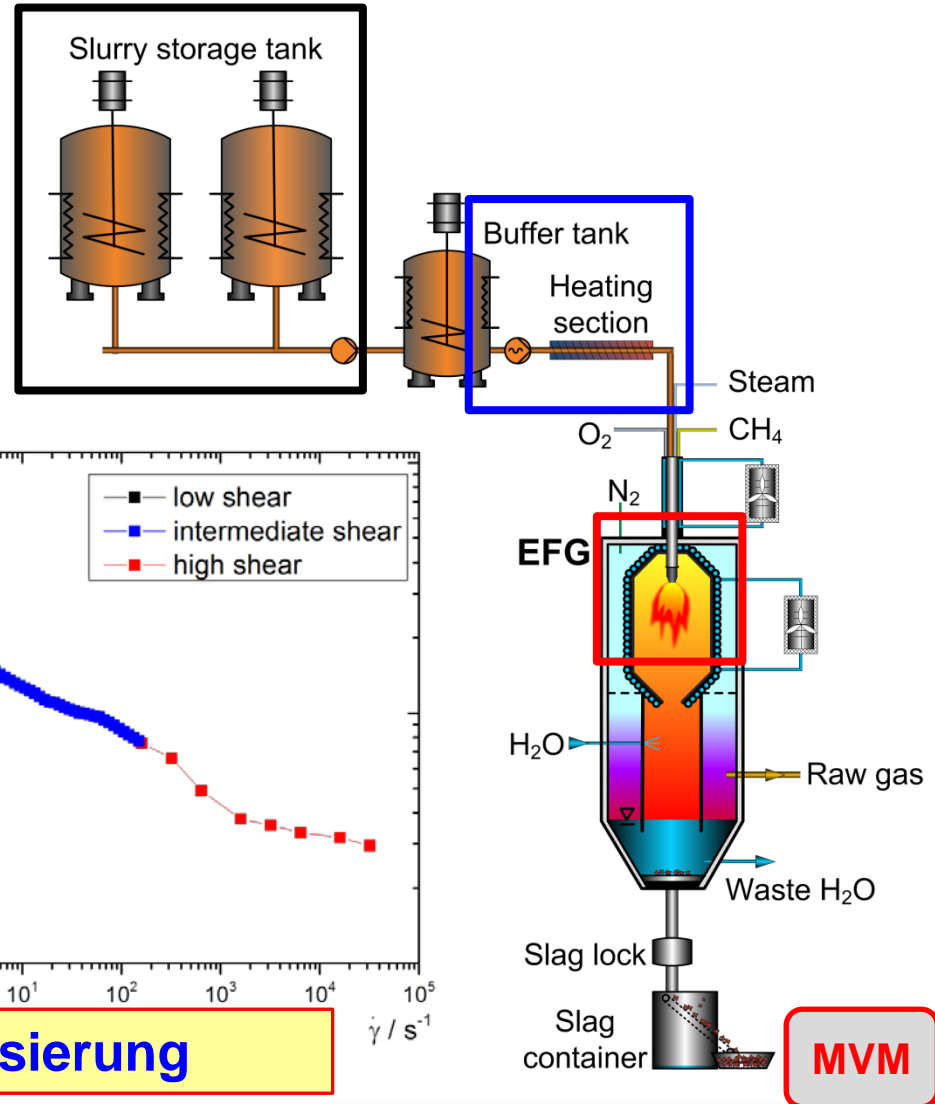 Slurry storage tank
Buffer tank
Heating
section
Steam
O₂
CH₄
N₂
EFG
low shear
intermediate shear
high shear
H₂O
Raw gas
Waste H₂O
Slag lock
Slag
container
10¹ 10² 10³ 10⁴ 10⁵
γ̇ / s⁻¹
sierung
MVM